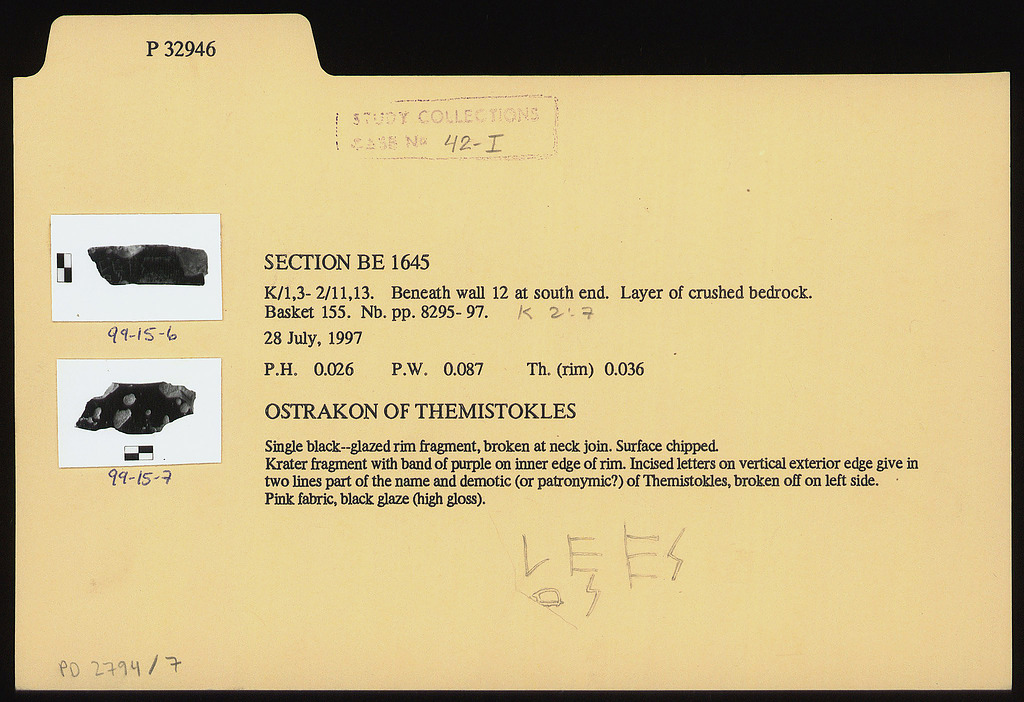 P 32946
STUDY COLLECTIONS
CASE No 42-I
SECTION BE 1645
K/1,3- 2/11,13. Beneath wall 12 at south end. Layer of crushed bedrock.
Basket 155. Nb. pp. 8295- 97. K 2:7
28 July, 1997
99-15-6
P.H. 0.026 P.W. 0.087 Th. (rim) 0.036
OSTRAKON OF THEMISTOKLES
Single black--glazed rim fragment, broken at neck join. Surface chipped.
Krater fragment with band of purple on inner edge of rim. Incised letters on vertical exterior edge give in
two lines part of the name and demotic (or patronymic?) of Themistokles, broken off on left side.
Pink fabric, black glaze (high gloss).
99-15-7
PD 2794/7